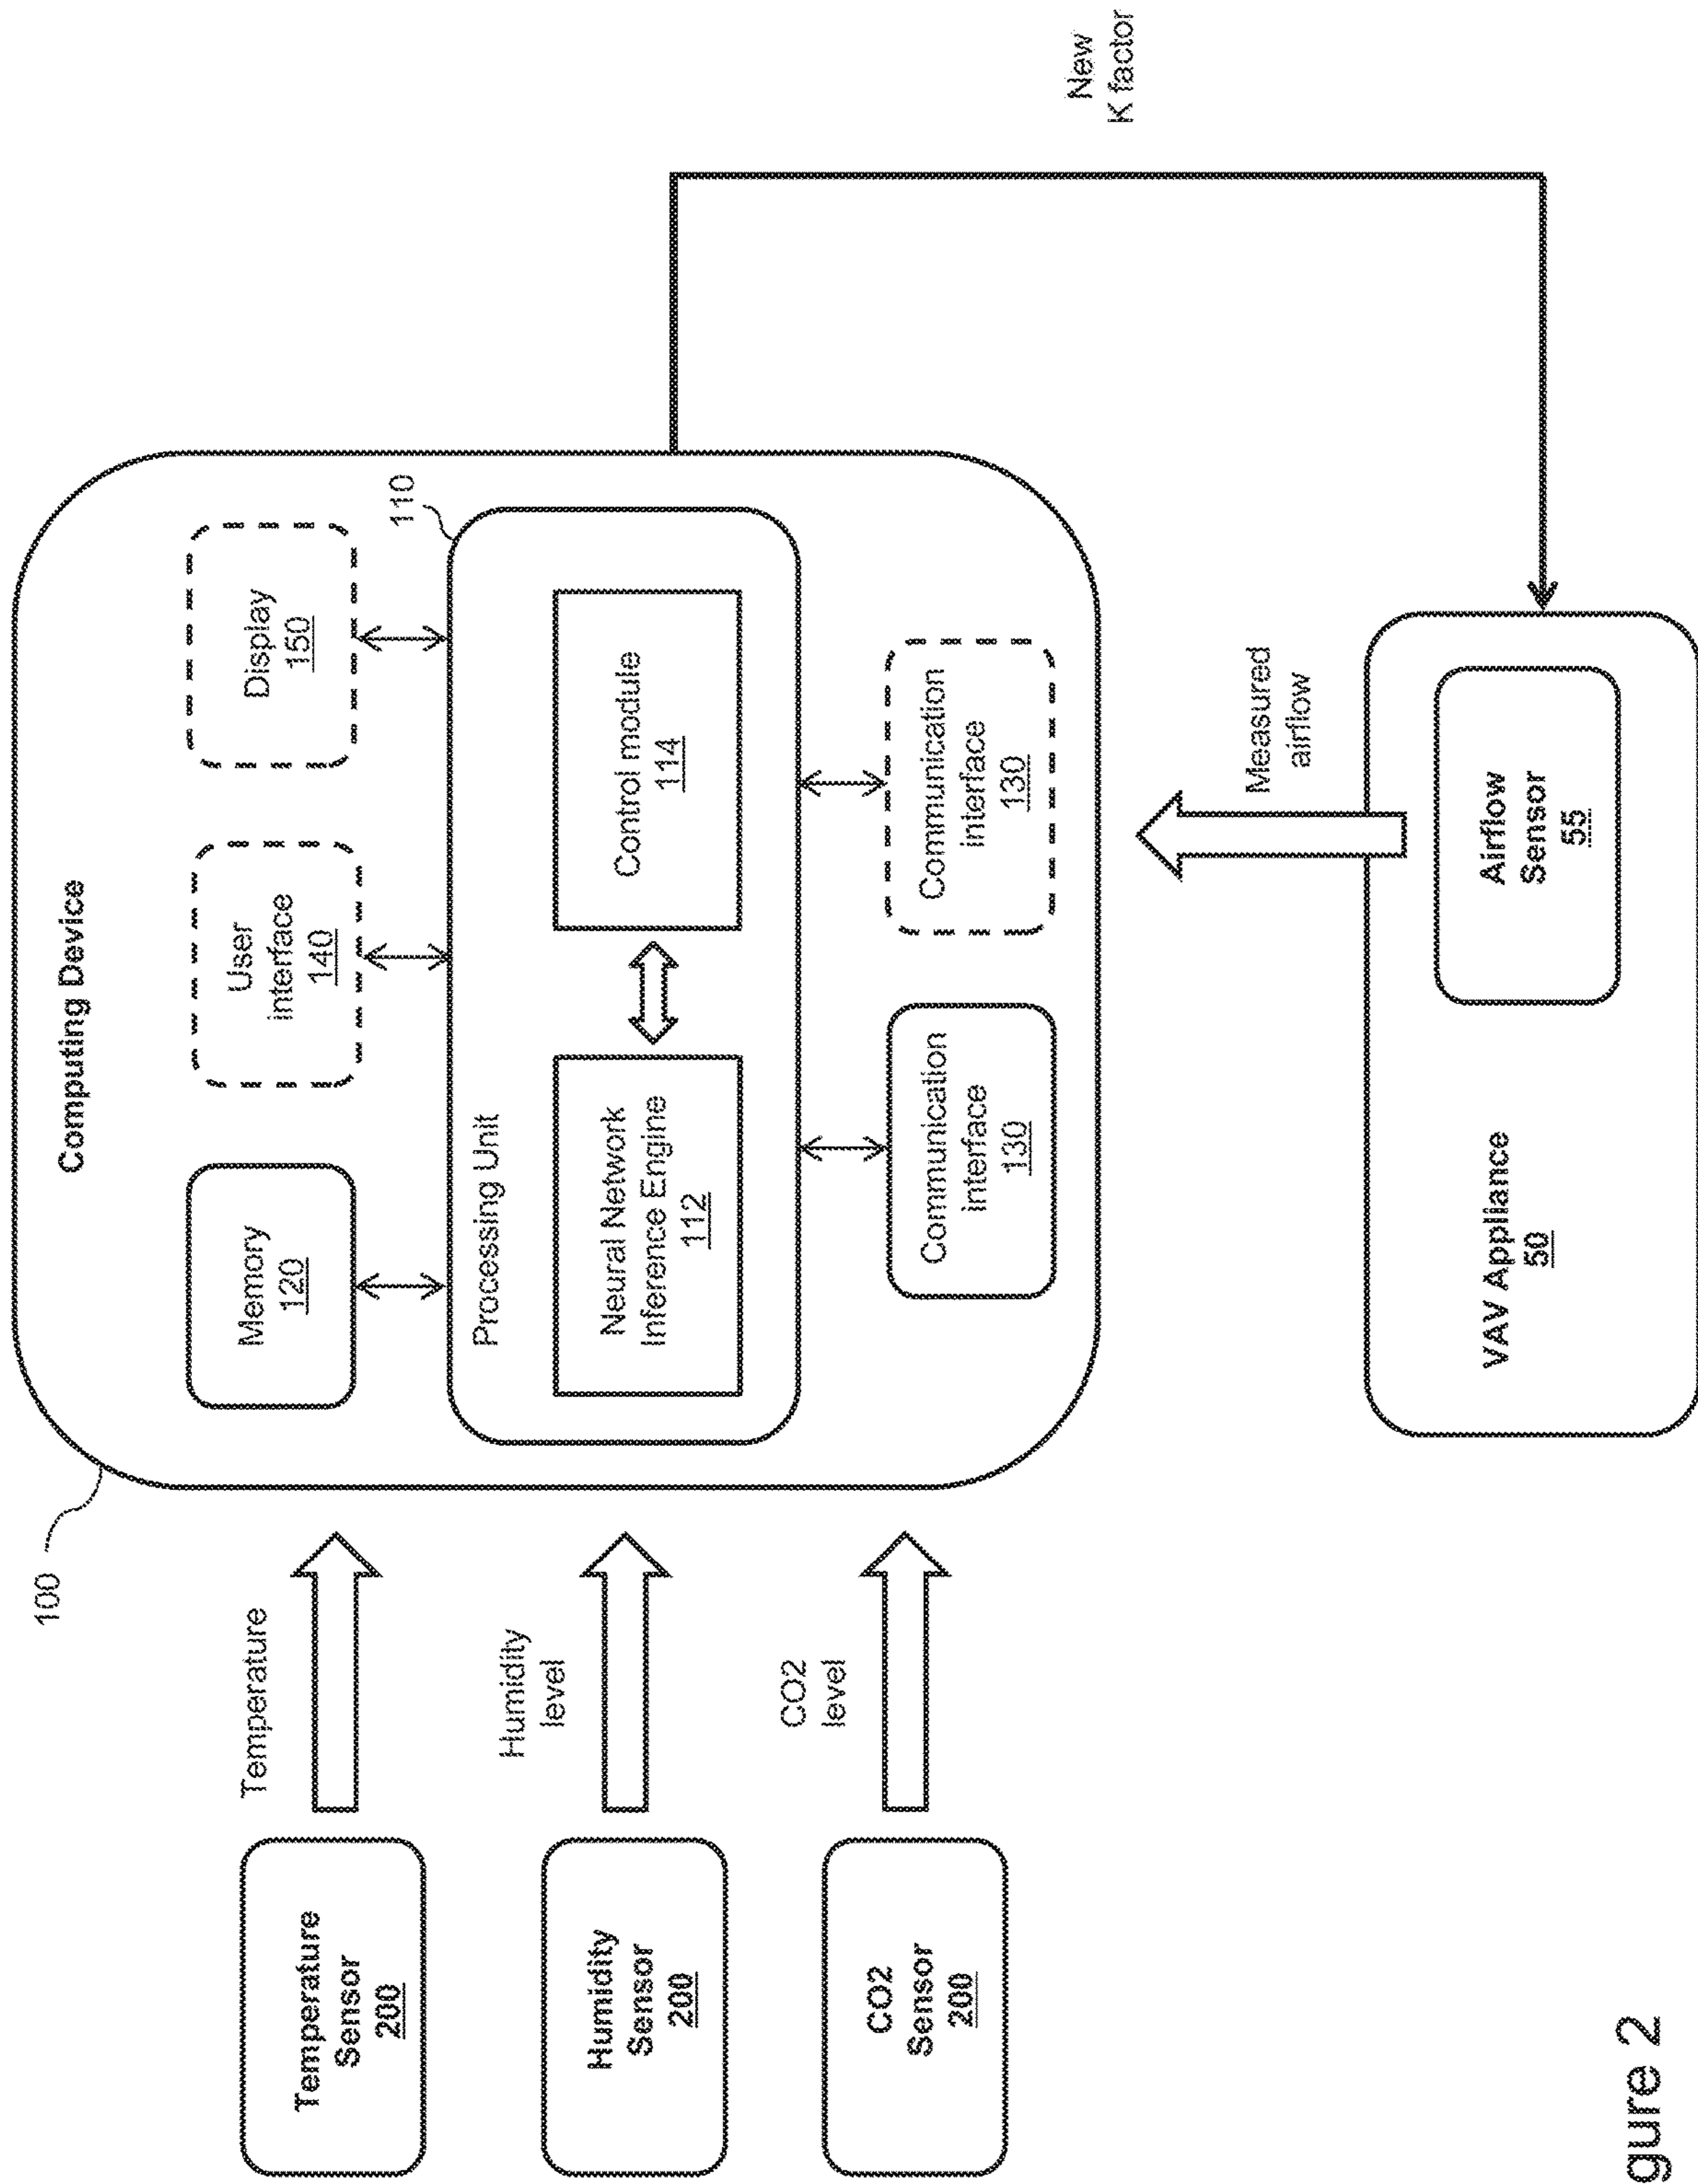 100
Computing Device
Memory
120
User
interface
140
Display
150
110
Processing Unit
Neural Network
Inference Engine
112
Control module
114
Communication
interface
130
Communication
interface
130
Temperature
Sensor
200
Temperature
Humidity
Sensor
200
Humidity
level
CO2
Sensor
200
CO2
level
New
K factor
Measured
airflow
VAV Appliance
50
Airflow
Sensor
55
gure 2